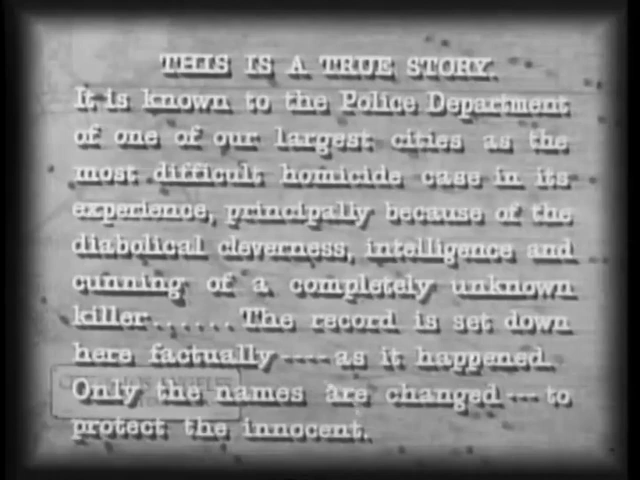 THIS IS A TRUE STORY.
It is known to the Police Department
of one of our largest cities as the
most difficult homicide case in its
experience, principally because of the
diabolical cleverness, intelligence and
cunning of a completely unknown
killer......The record is set down
here factually----as it happened.
Only the names are changed---to
protect the innocent.